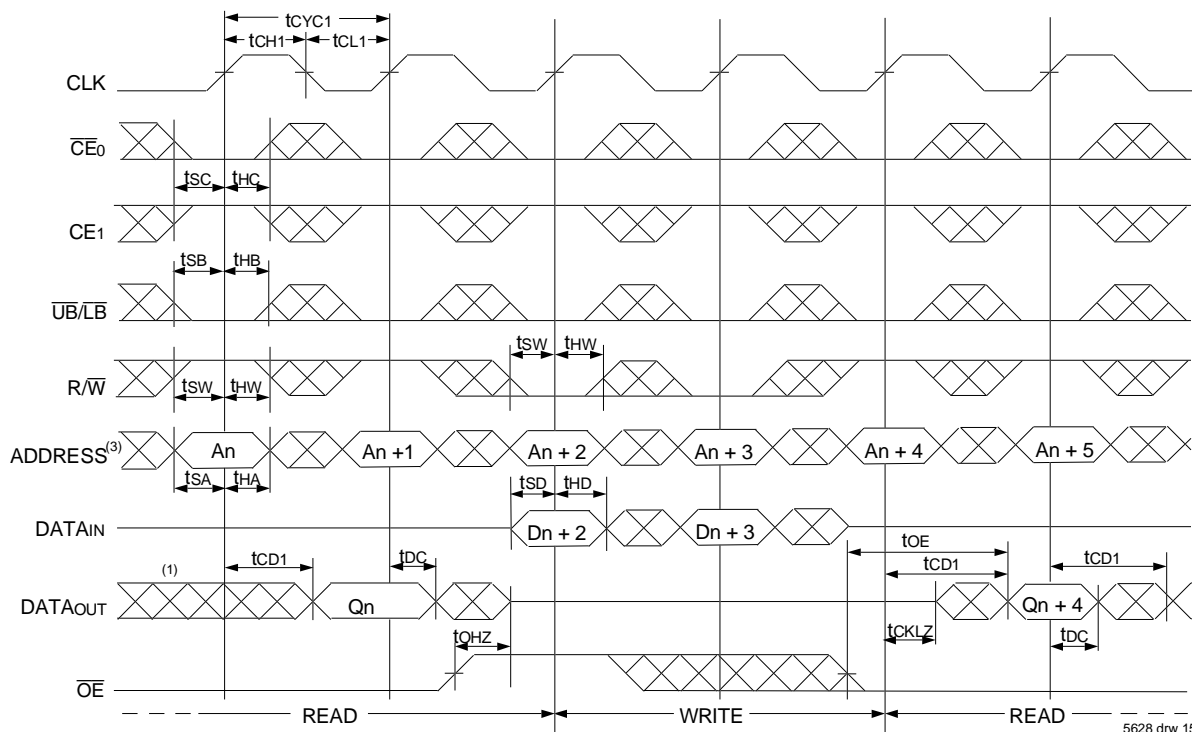 tCYC1
tCH1 tCL1
CLK
CE0
tSC tHC
CE1
tSB tHB
UB/LB
tSW tHW
R/W
tSW tHW
ADDRESS(3) An An +1 An + 2 An + 3 An + 4 An + 5
tSA tHA tSD tHD
DATAIN Dn + 2 Dn + 3
tOE
tCD1 tDC tCD1 tCD1
(1)
DATAOUT Qn Qn + 4
tOHZ tCKLZ tDC
OE
READ WRITE READ
5628 drw 15